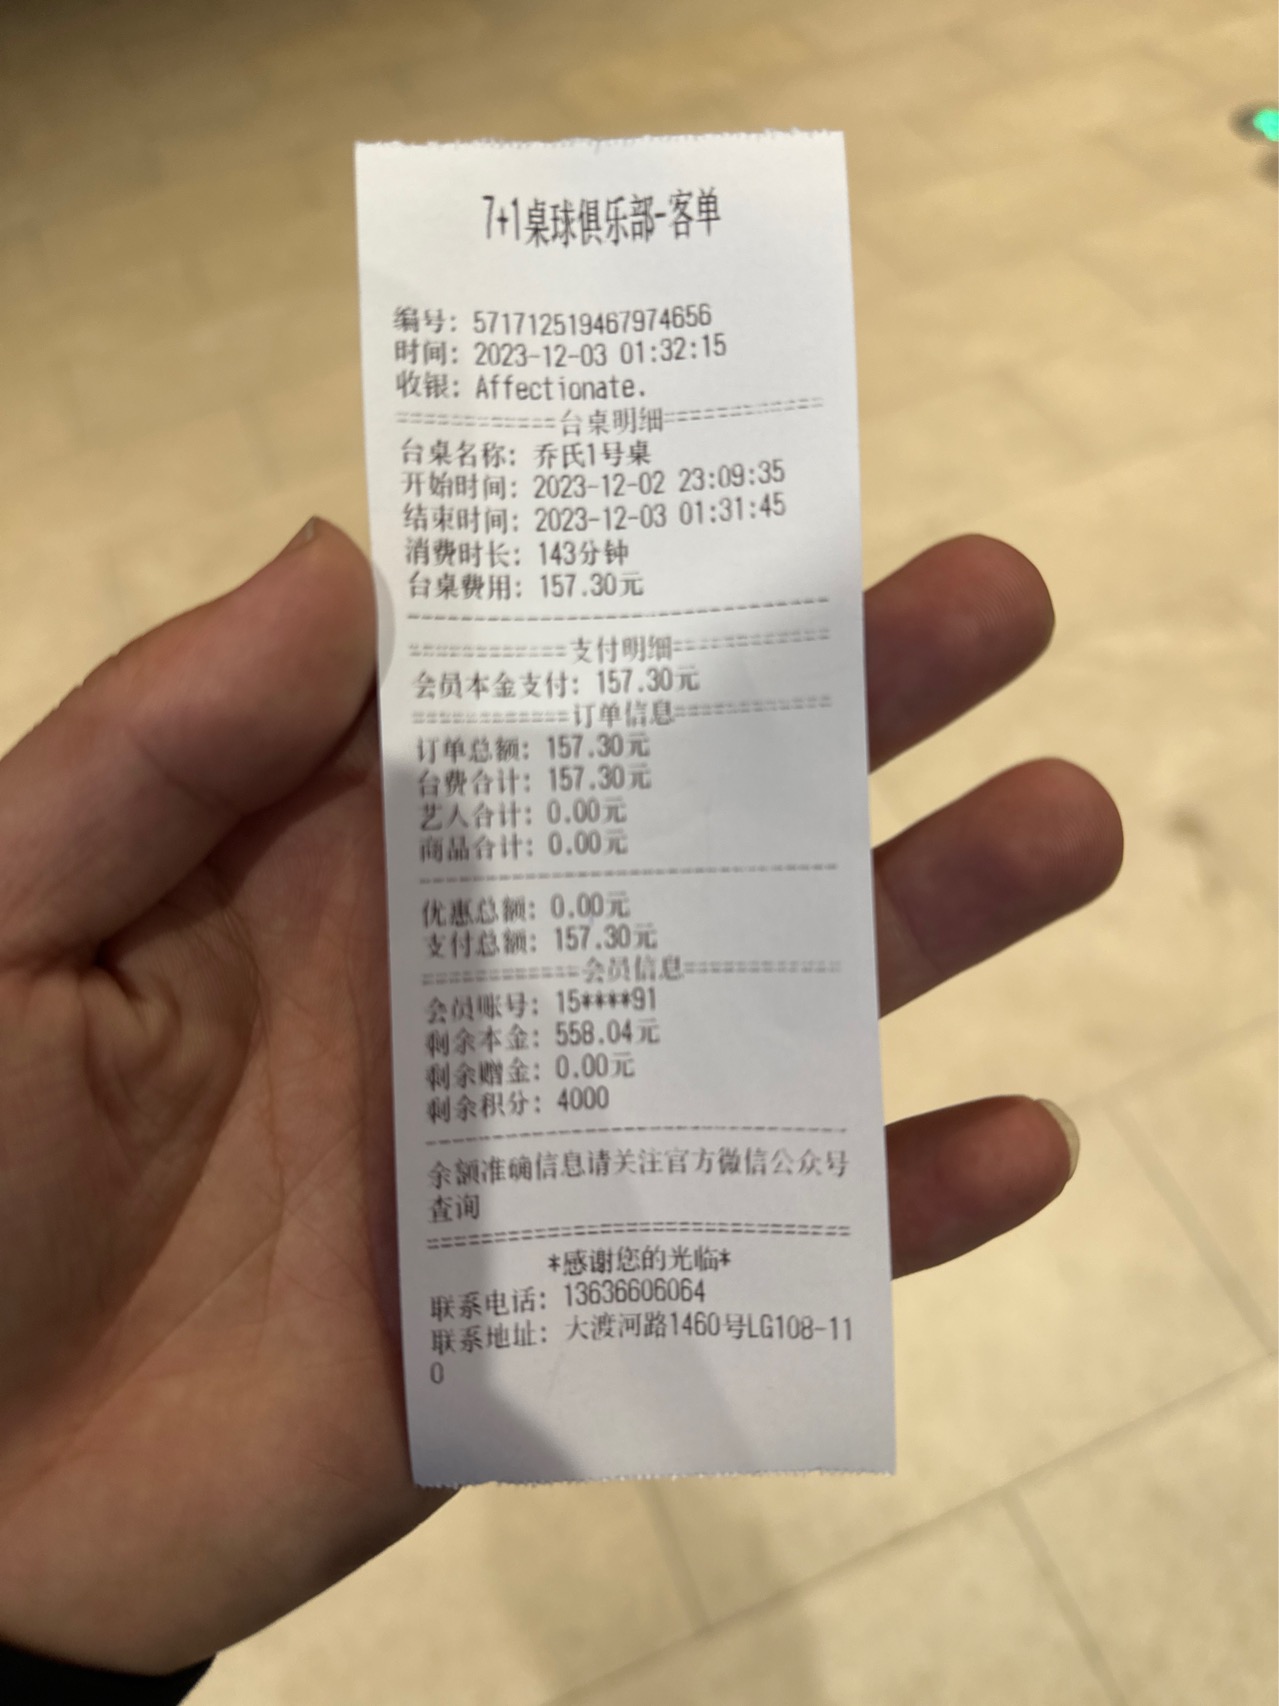 7+1桌球俱乐部-客单
编号: 571712519467974656
时间: 2023-12-03 01:32:15
收银: Affectionate.
============台桌明细============
台桌名称: 乔氏1号桌
开始时间: 2023-12-02 23:09:35
结束时间: 2023-12-03 01:31:45
消费时长: 143分钟
台桌费用: 157.30元
--------------------------------
============支付明细============
会员本金支付: 157.30元
============订单信息============
订单总额: 157.30元
台费合计: 157.30元
艺人合计: 0.00元
商品合计: 0.00元
--------------------------------
优惠总额: 0.00元
支付总额: 157.30元
============会员信息============
会员账号: 15****91
剩余本金: 558.04元
剩余赠金: 0.00元
剩余积分: 4000
--------------------------------
余额准确信息请关注官方微信公众号
查询
================================
*感谢您的光临*
联系电话: 13636606064
联系地址: 大渡河路1460号LG108-11
0